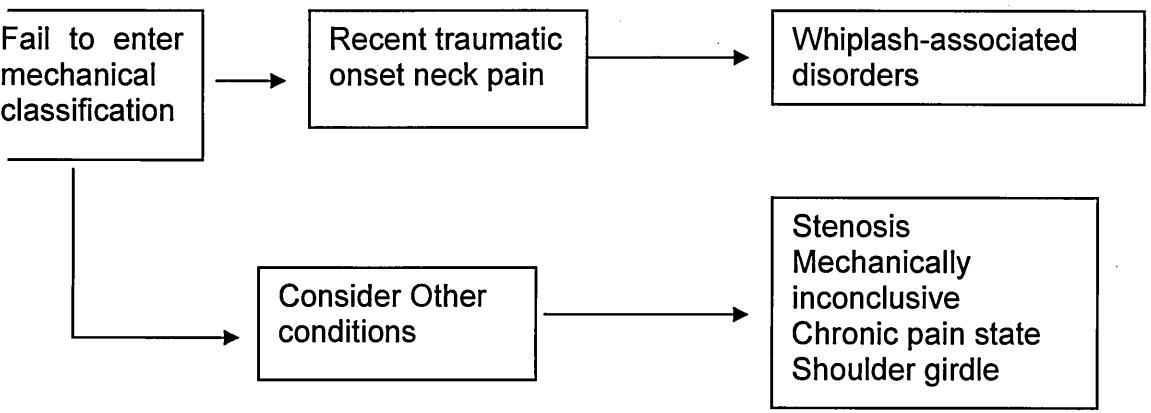 Fail to enter
mechanical
classification
Recent traumatic
onset neck pain
Whiplash-associated
disorders
Consider Other
conditions
Stenosis
Mechanically
inconclusive
Chronic pain state
Shoulder girdle